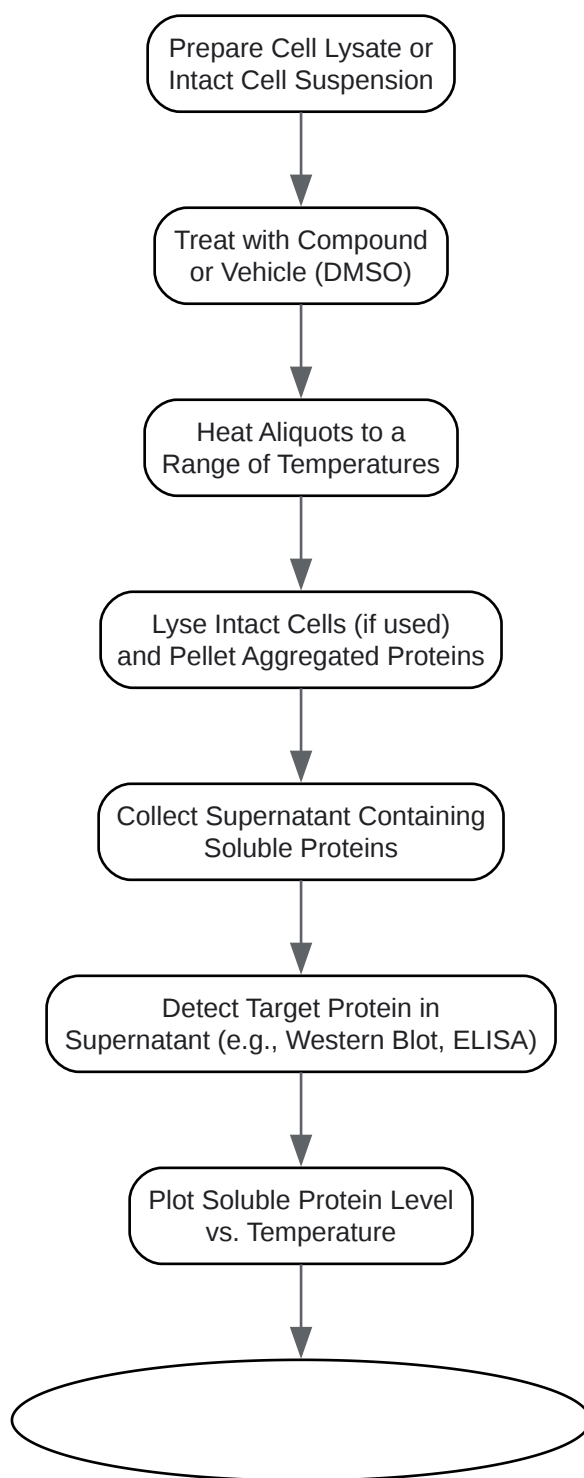 Prepare Cell Lysate or
Intact Cell Suspension
Treat with Compound
or Vehicle (DMSO)
Heat Aliquots to a
Range of Temperatures
Lyse Intact Cells (if used)
and Pellet Aggregated Proteins
Collect Supernatant Containing
Soluble Proteins
Detect Target Protein in
Supernatant (e.g., Western Blot, ELISA)
Plot Soluble Protein Level
vs. Temperature